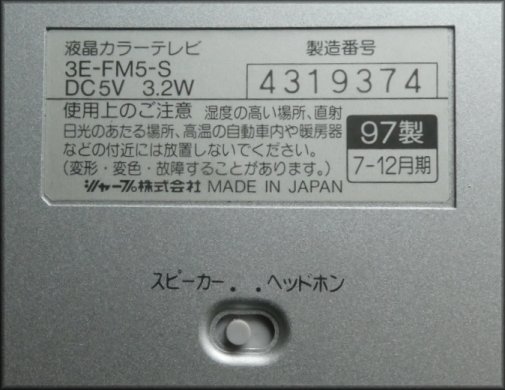 液晶カラーテレビ
3E-FM5-S
DC5V 3.2W
製造番号
4319374
使用上のご注意 湿度の高い場所、直射
日光のあたる場所、高温の自動車内や暖房器
などの付近には放置しないでください。
(変形・変色・故障することがあります。)
シャープ株式会社 MADE IN JAPAN
97製
7-12月期
スピーカー・ ・ヘッドホン